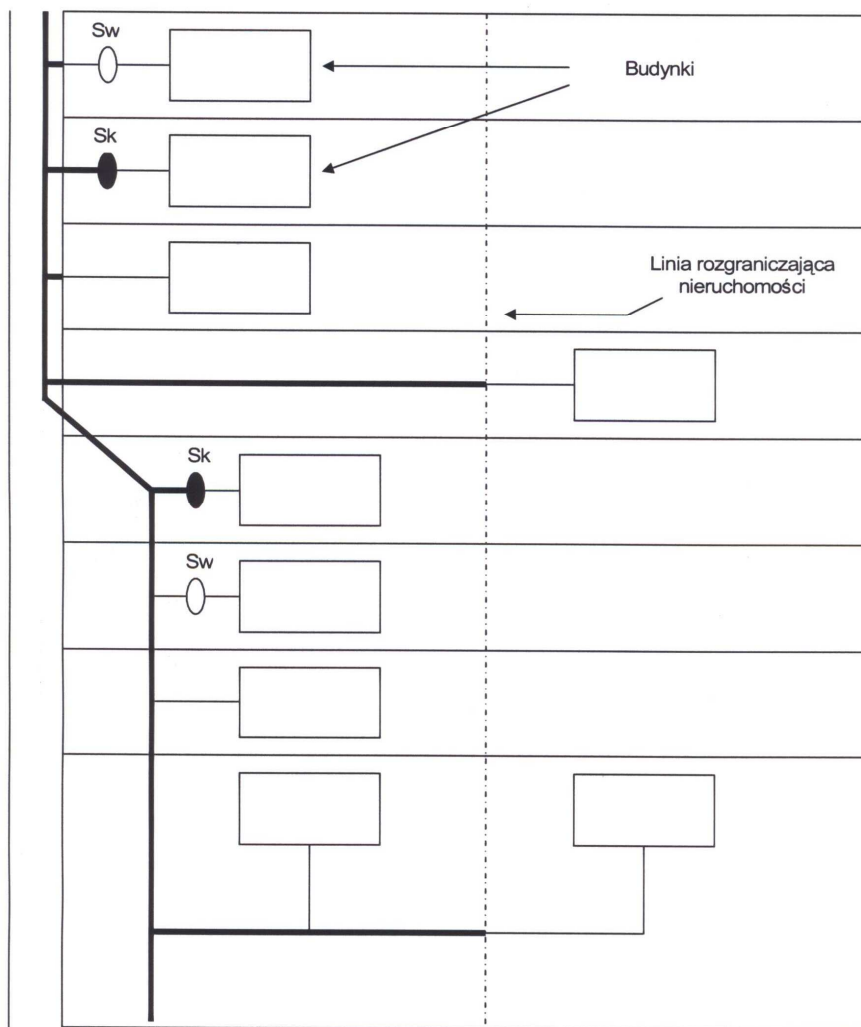 Sw
Budynki
Sk
Linia rozgraniczająca
nieruchomości
Sk
Sw